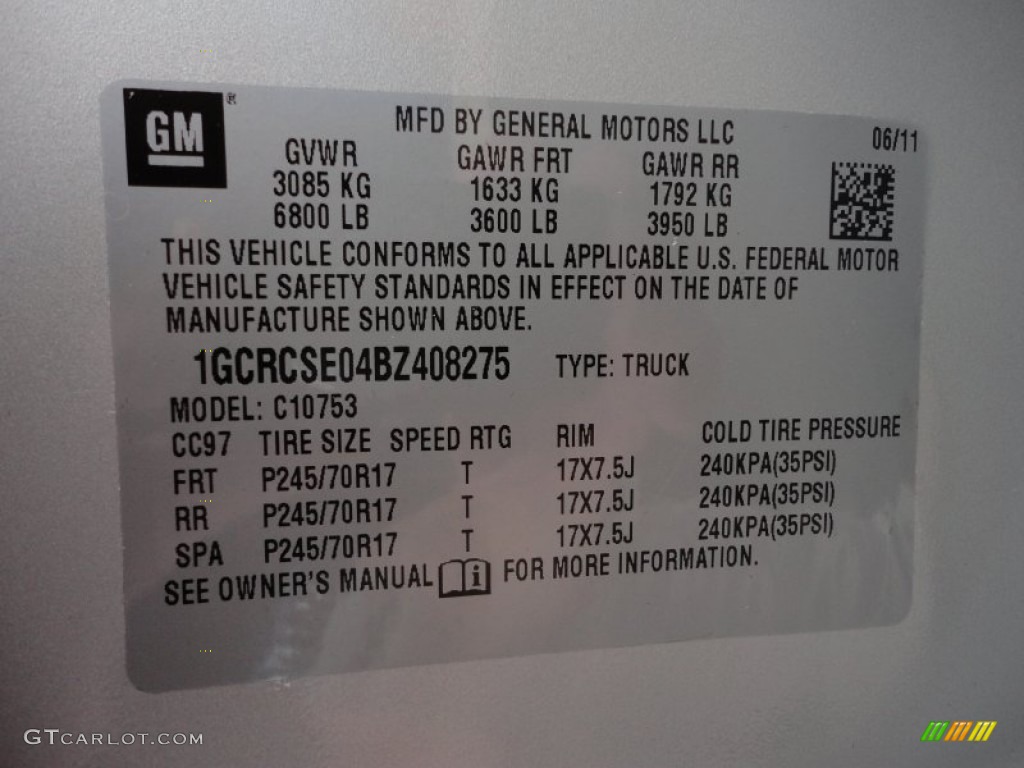 GM ®
MFD BY GENERAL MOTORS LLC 06/11
GVWR GAWR FRT GAWR RR
3085 KG 1633 KG 1792 KG
6800 LB 3600 LB 3950 LB
THIS VEHICLE CONFORMS TO ALL APPLICABLE U.S. FEDERAL MOTOR
VEHICLE SAFETY STANDARDS IN EFFECT ON THE DATE OF
MANUFACTURE SHOWN ABOVE.
1GCRCSE04BZ408275 TYPE: TRUCK
MODEL: C10753
CC97 TIRE SIZE SPEED RTG RIM COLD TIRE PRESSURE
FRT P245/70R17 T 17X7.5J 240KPA(35PSI)
RR P245/70R17 T 17X7.5J 240KPA(35PSI)
SPA P245/70R17 T 17X7.5J 240KPA(35PSI)
SEE OWNER'S MANUAL i FOR MORE INFORMATION.
GTCARLOT.COM